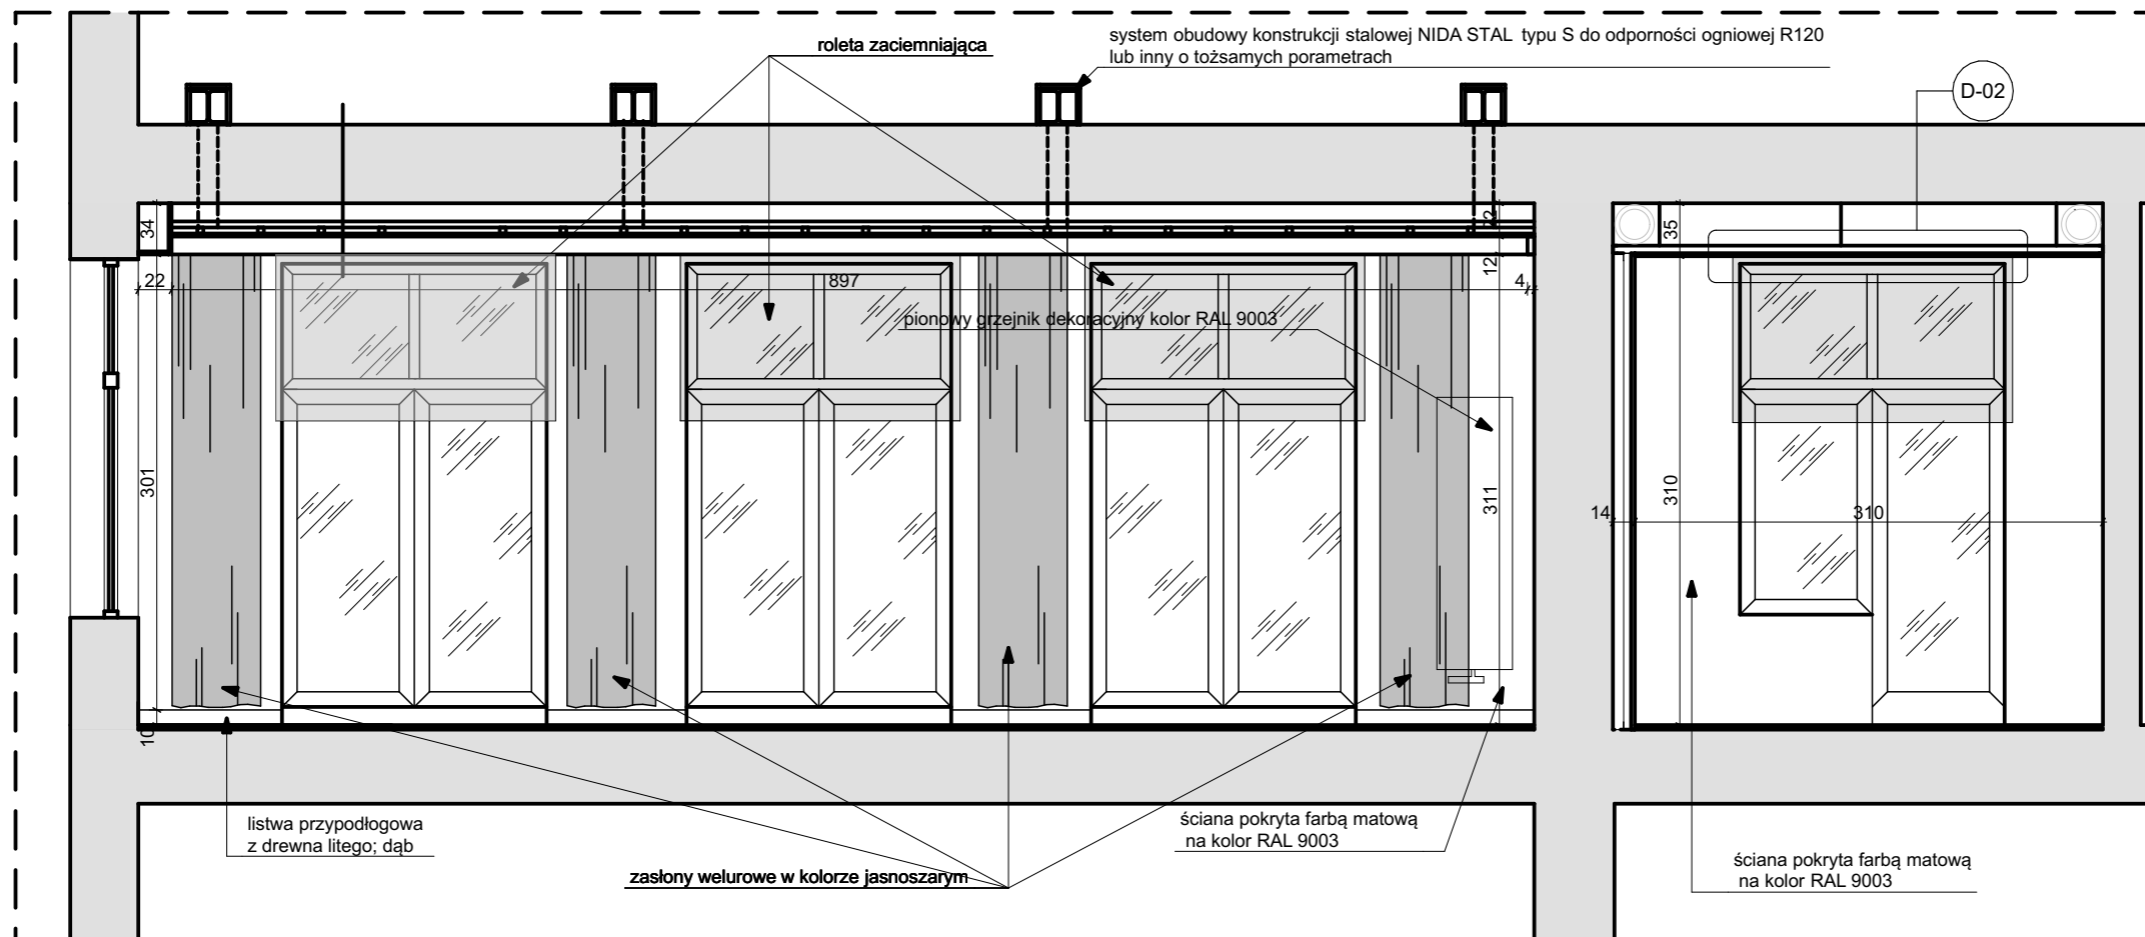 roleta zaciemniająca
system obudowy konstrukcji stalowej NIDA STAL typu S do odporności ogniowej R120
lub inny o tożsamych porametrach
D-02
34
22
897
4
12
35
pionowy grzejnik dekoracyjny kolor RAL 9003
301
311
310
14
310
10
listwa przypodłogowa
z drewna litego; dąb
zasłony welurowe w kolorze jasnoszarym
ściana pokryta farbą matową
na kolor RAL 9003
ściana pokryta farbą matową
na kolor RAL 9003